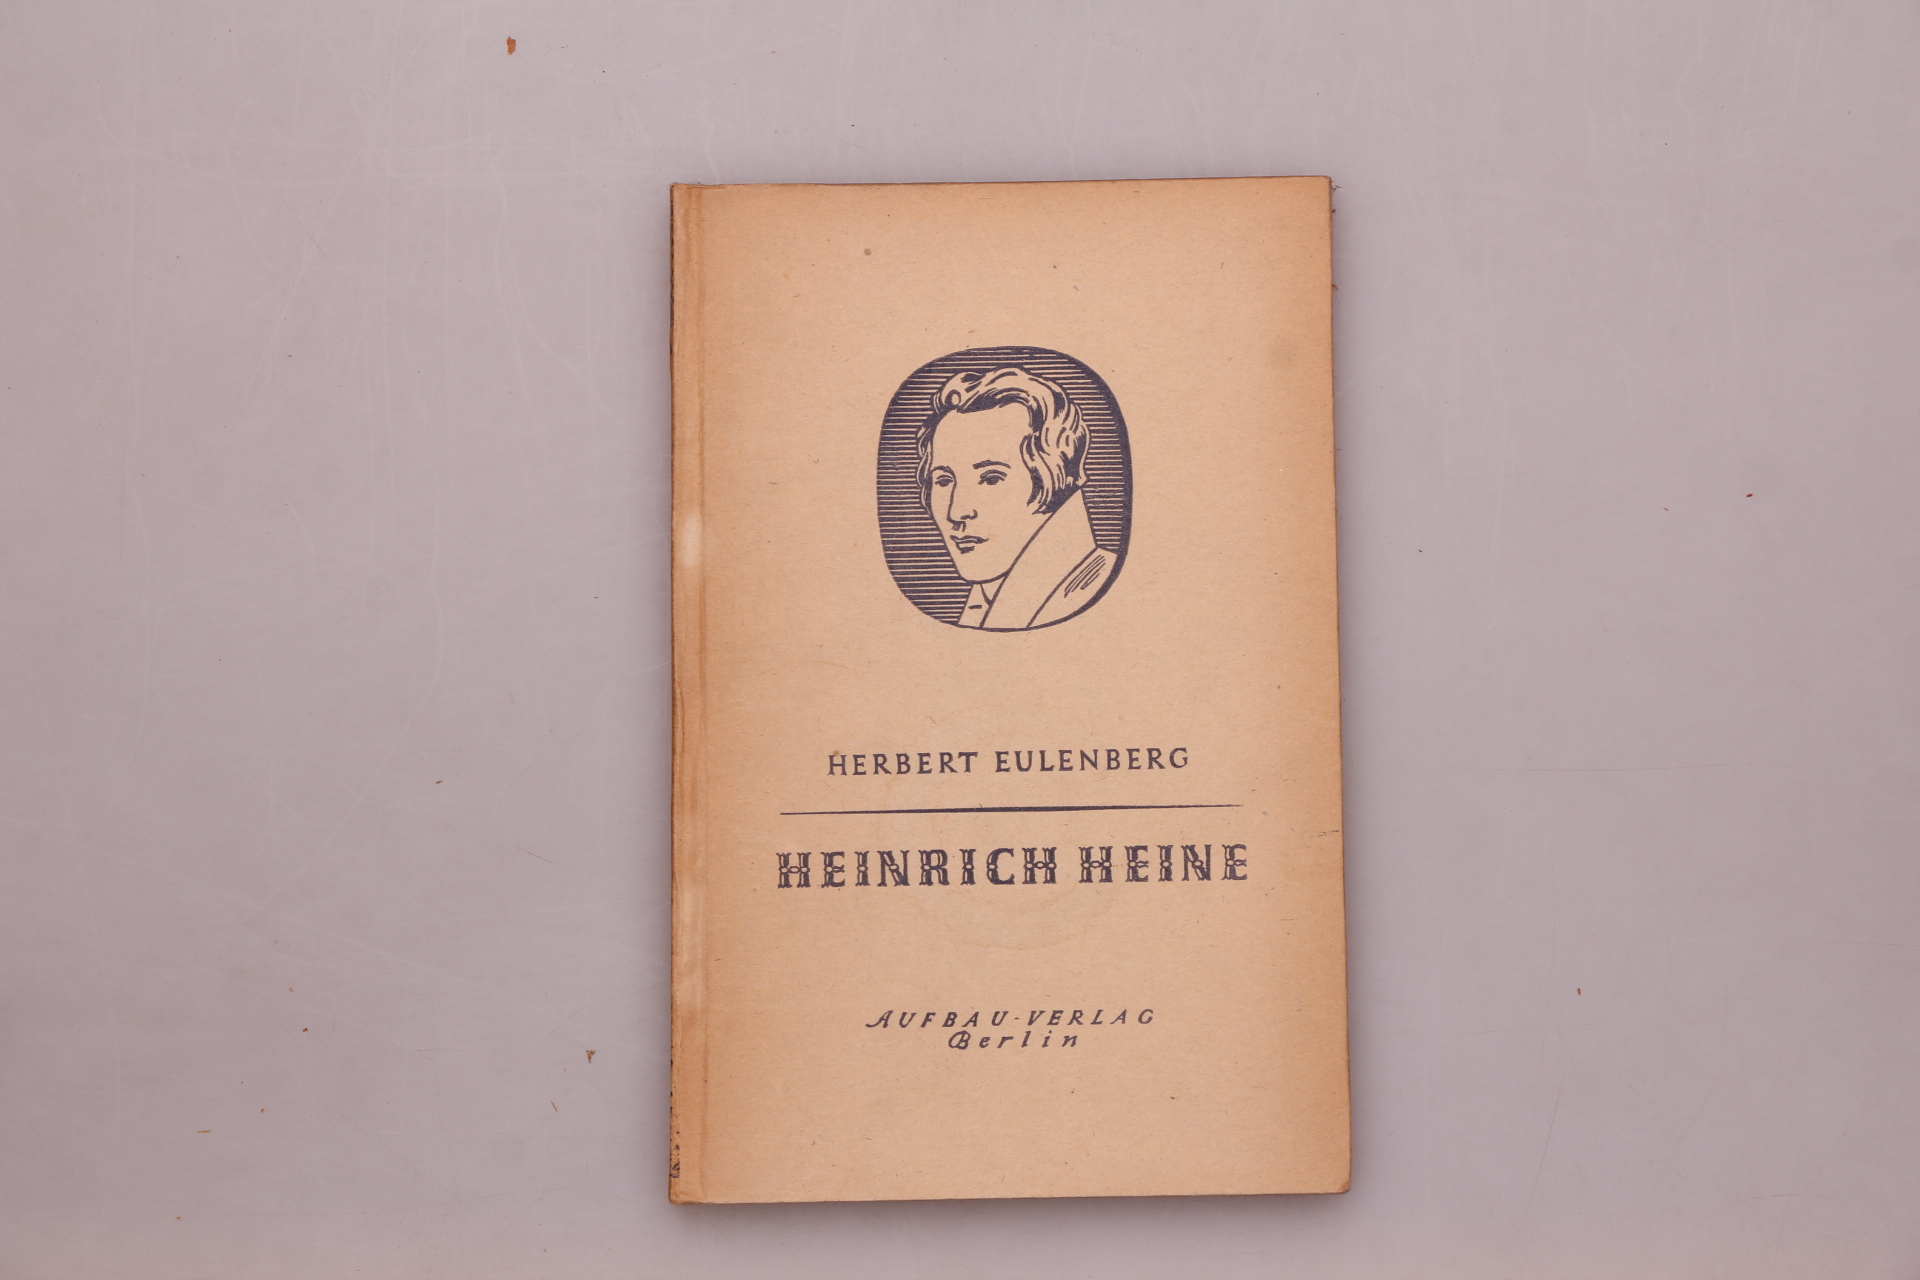 HERBERT EULENBERG
HEINRICH HEINE
AUFBAU-VERLAG
Berlin